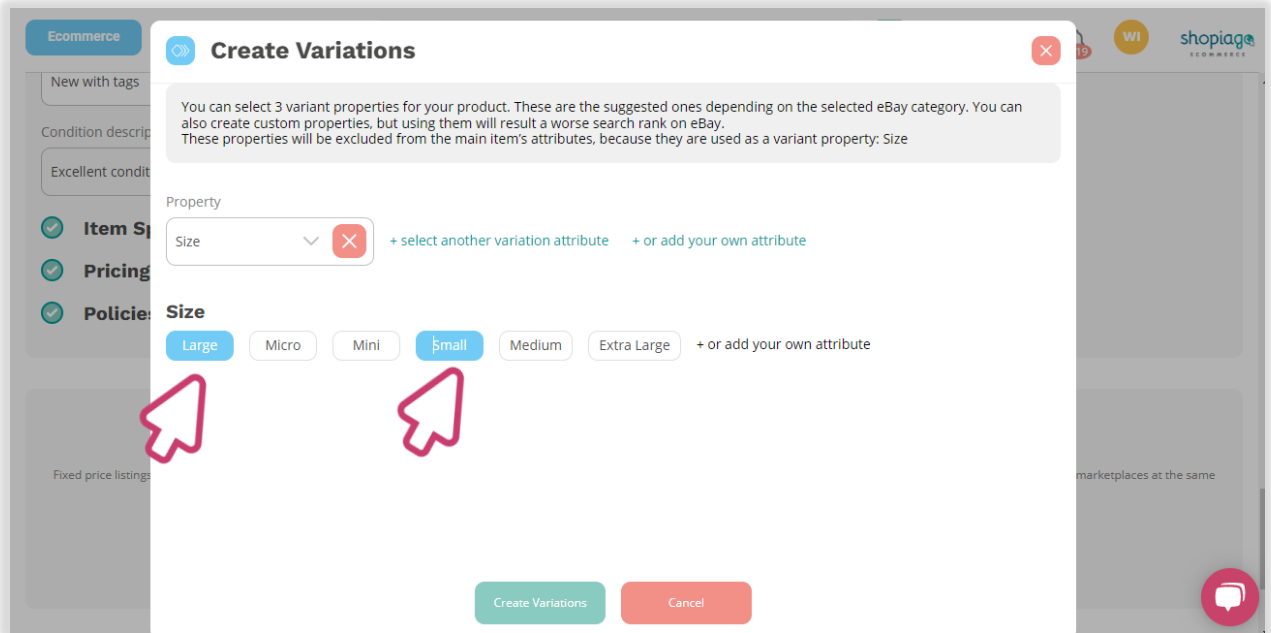 Ecommerce
Create Variations
19
WI
shopiago
ECOMMERCE
New with tags
You can select 3 variant properties for your product. These are the suggested ones depending on the selected eBay category. You can
also create custom properties, but using them will result a worse search rank on eBay.
These properties will be excluded from the main item's attributes, because they are used as a variant property: Size
Condition descrip
Excellent condit
Property
Size
+ select another variation attribute + or add your own attribute
Item Sp
Pricing
Policies
Size
Large Micro Mini Small Medium Extra Large + or add your own attribute
Fixed price listings
marketplaces at the same
Create Variations Cancel